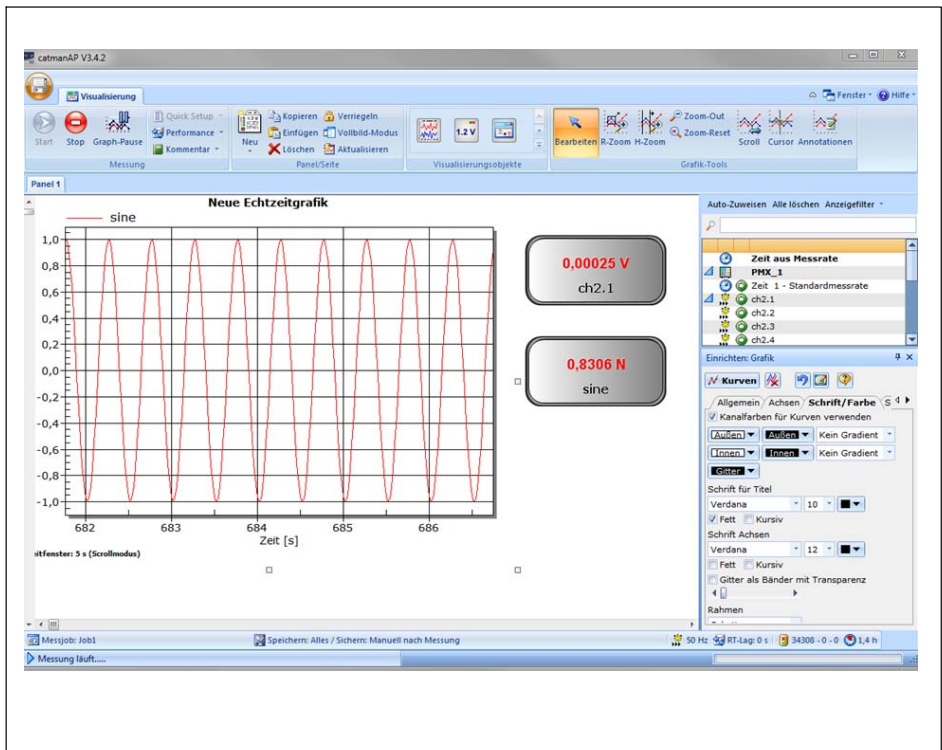 catmanAP V3.4.2
Visualisierung
Fenster
Hilfe
Start
Stop
Graph-Pause
Quick Setup
Performance
Kommentar
Messung
Neu
Kopieren
Einfügen
Löschen
Verriegeln
Vollbild-Modus
Aktualisieren
Panel/Seite
1.2 V
Visualisierungsobjekte
Bearbeiten
R-Zoom
H-Zoom
Zoom-Out
Zoom-Reset
Scroll
Cursor
Annotationen
Grafik-Tools
Panel 1
Neue Echtzeitgrafik
sine
1,0
0,8
0,6
0,4
0,2
0,0
-0,2
-0,4
-0,6
-0,8
-1,0
682 683 684 685 686
Zeit [s]
eitfenster: 5 s (Scrollmodus)
0,00025 V
ch2.1
0,8306 N
sine
Auto-Zuweisen Alle löschen Anzeigefilter
Zeit aus Messrate
PMX_1
Zeit 1 - Standardmessrate
ch2.1
ch2.2
ch2.3
ch2.4
Einrichten: Grafik
Kurven
Allgemein Achsen Schrift/Farbe S
Kanalfarben für Kurven verwenden
Außen Außen Kein Gradient
Innen Innen Kein Gradient
Gitter
Schrift für Titel
Verdana 10
Fett Kursiv
Schrift Achsen
Verdana 12
Fett Kursiv
Gitter als Bänder mit Transparenz
Rahmen
Messjob: Job1
Speichern: Alles / Sichern: Manuell nach Messung
50 Hz RT-Lag: 0 s 34308 - 0 - 0 1,4 h
Messung läuft.....